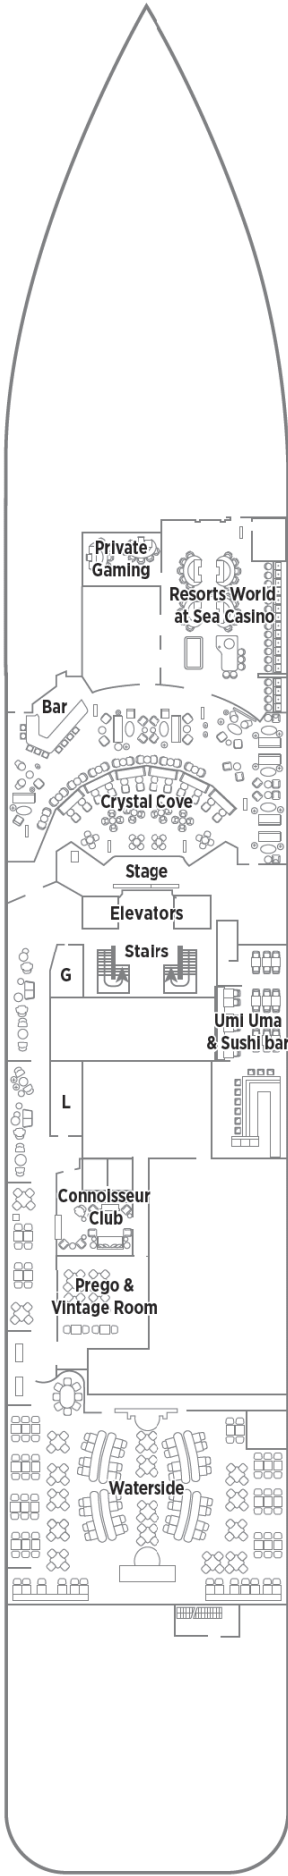 Private
Gaming
Resorts World
at Sea Casino
Bar
Crystal Cove
Stage
Elevators
Stairs
G
Umi Uma
& Sushi bar
L
Connoisseur
Club
Prego &
Vintage Room
Waterside